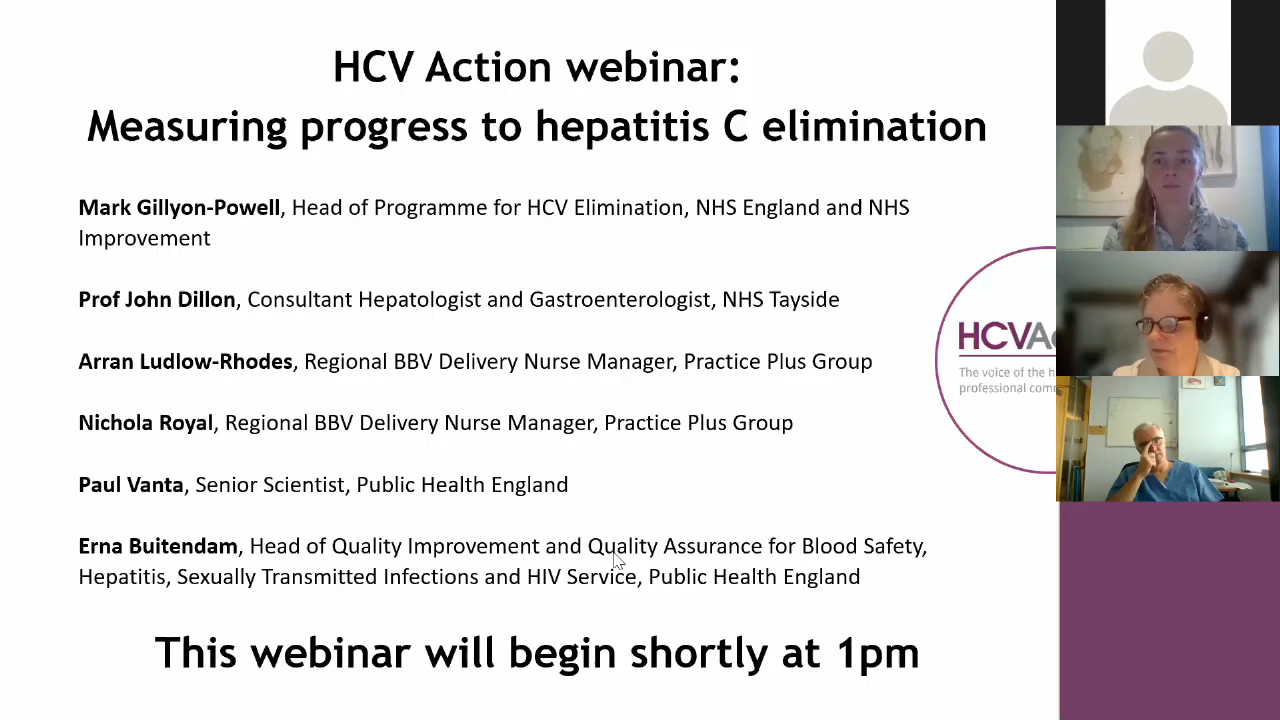 HCV Action webinar:
Measuring progress to hepatitis C elimination
Mark Gillyon-Powell, Head of Programme for HCV Elimination, NHS England and NHS
Improvement
Prof John Dillon, Consultant Hepatologist and Gastroenterologist, NHS Tayside
Arran Ludlow-Rhodes, Regional BBV Delivery Nurse Manager, Practice Plus Group
Nichola Royal, Regional BBV Delivery Nurse Manager, Practice Plus Group
Paul Vanta, Senior Scientist, Public Health England
Erna Buitendam, Head of Quality Improvement and Quality Assurance for Blood Safety,
Hepatitis, Sexually Transmitted Infections and HIV Service, Public Health England
HCVA
The voice of the
professional
This webinar will begin shortly at 1pm